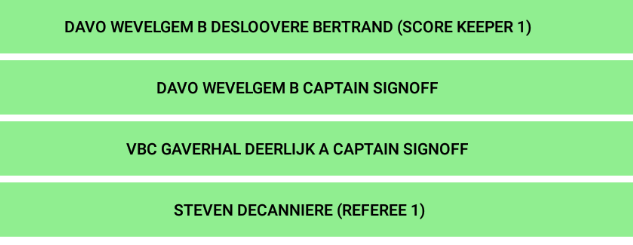 DAVO WEVELGEM B DESLOOVERE BERTRAND (SCORE KEEPER 1)
DAVO WEVELGEM B CAPTAIN SIGNOFF
VBC GAVERHAL DEERLIJK A CAPTAIN SIGNOFF
STEVEN DECANNIERE (REFEREE 1)